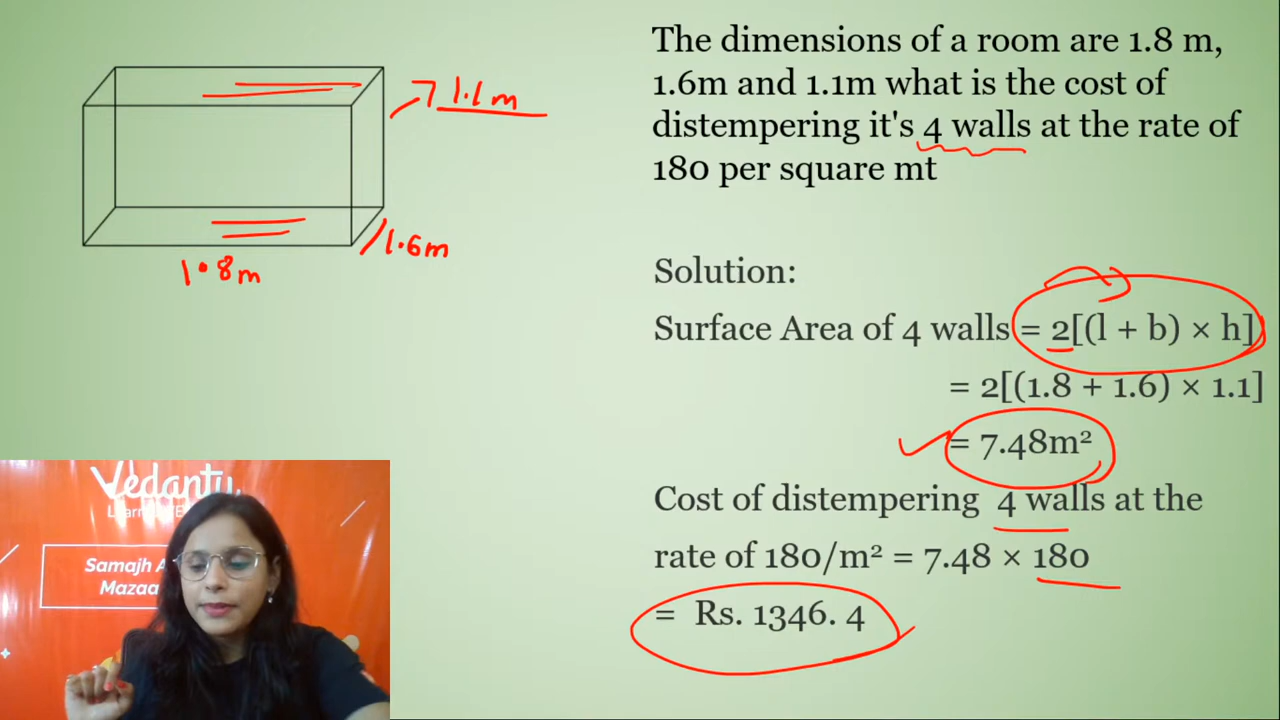 The dimensions of a room are 1.8 m,
1.6m and 1.1m what is the cost of
distempering it's 4 walls at the rate of
180 per square mt
1.1m
1.6m
1.8m
Solution:
Surface Area of 4 walls = 2[(l + b) × h]
= 2[(1.8 + 1.6) × 1.1]
= 7.48m²
Cost of distempering 4 walls at the
rate of 180/m² = 7.48 × 180
= Rs. 1346. 4
Vedantu
Samajh A
Mazaa